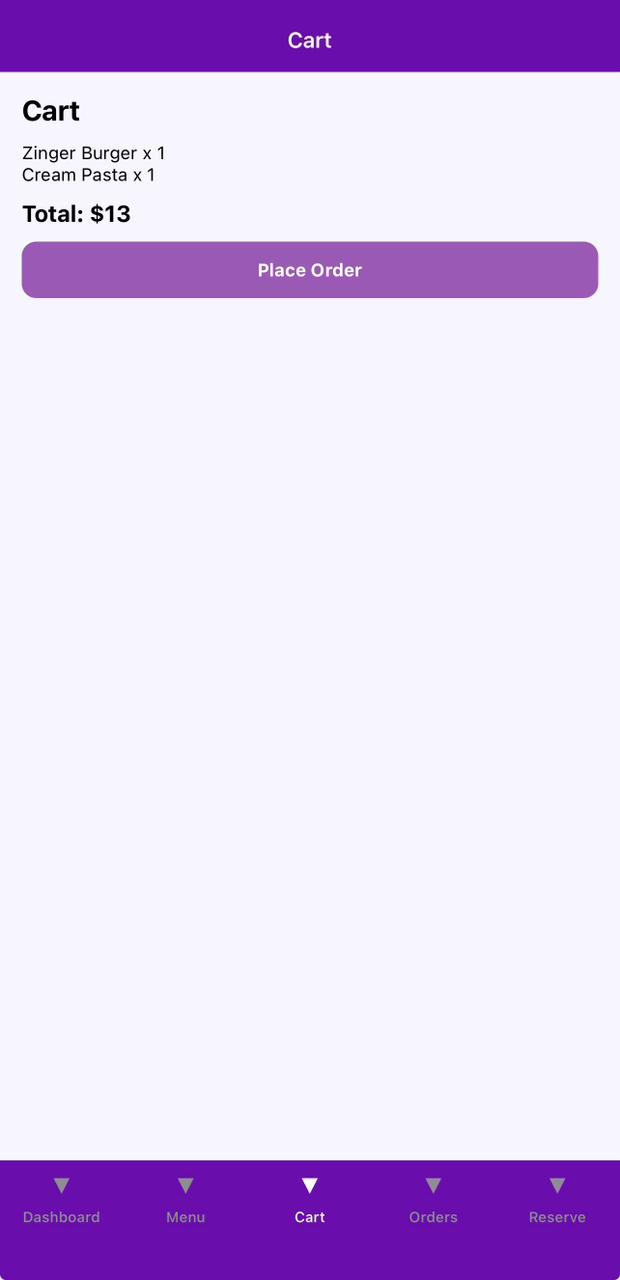 Cart
Cart
Zinger Burger x 1
Cream Pasta x 1
Total: $13
Place Order
Dashboard
Menu
Cart
Orders
Reserve